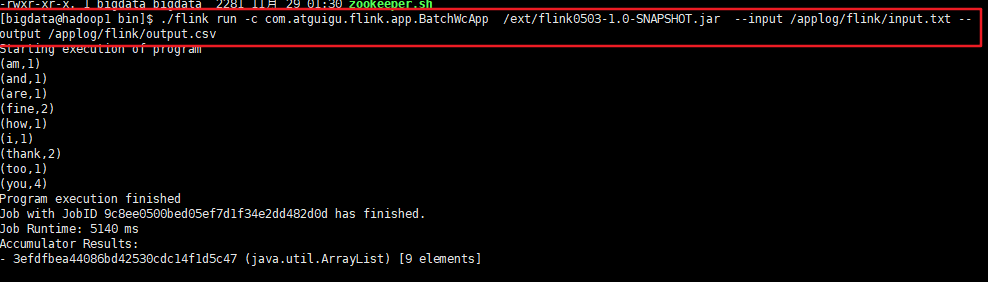 -rwxr-xr-x. 1 bigdata bigdata  2281 11月 29 01:30 zookeeper.sh
[bigdata@hadoop1 bin]$ ./flink run -c com.atguigu.flink.app.BatchWcApp  /ext/flink0503-1.0-SNAPSHOT.jar  --input /applog/flink/input.txt --
output /applog/flink/output.csv
Starting execution of program
(am,1)
(and,1)
(are,1)
(fine,2)
(how,1)
(i,1)
(thank,2)
(too,1)
(you,4)
Program execution finished
Job with JobID 9c8ee0500bed05ef7d1f34e2dd482d0d has finished.
Job Runtime: 5140 ms
Accumulator Results:
- 3efdfbea44086bd42530cdc14f1d5c47 (java.util.ArrayList) [9 elements]